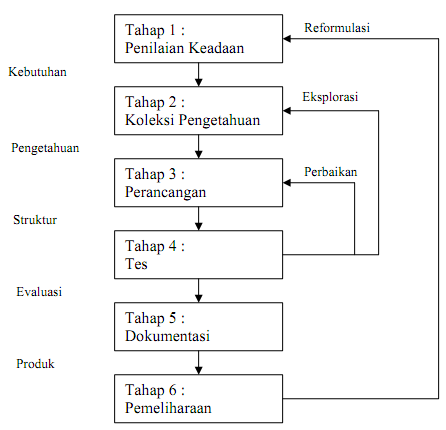 Tahap 1 :
Penilaian Keadaan
Reformulasi
Kebutuhan
Tahap 2 :
Koleksi Pengetahuan
Eksplorasi
Pengetahuan
Tahap 3 :
Perancangan
Perbaikan
Struktur
Tahap 4 :
Tes
Evaluasi
Tahap 5 :
Dokumentasi
Produk
Tahap 6 :
Pemeliharaan